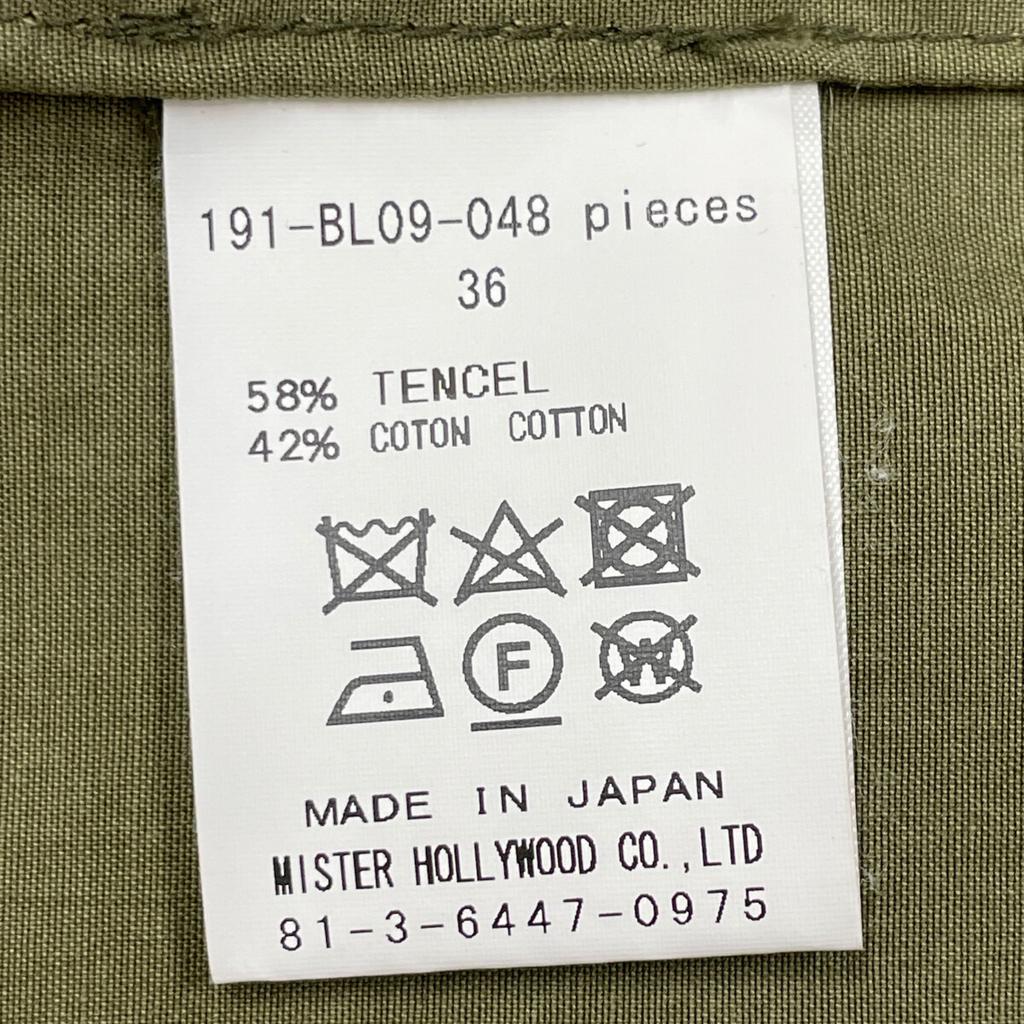 191-BL09-048 pieces
36
58% TENCEL
42% COTON COTTON
F
W
MADE IN JAPAN
MISTER HOLLYWOOD CO.,LTD
81-3-6447-0975